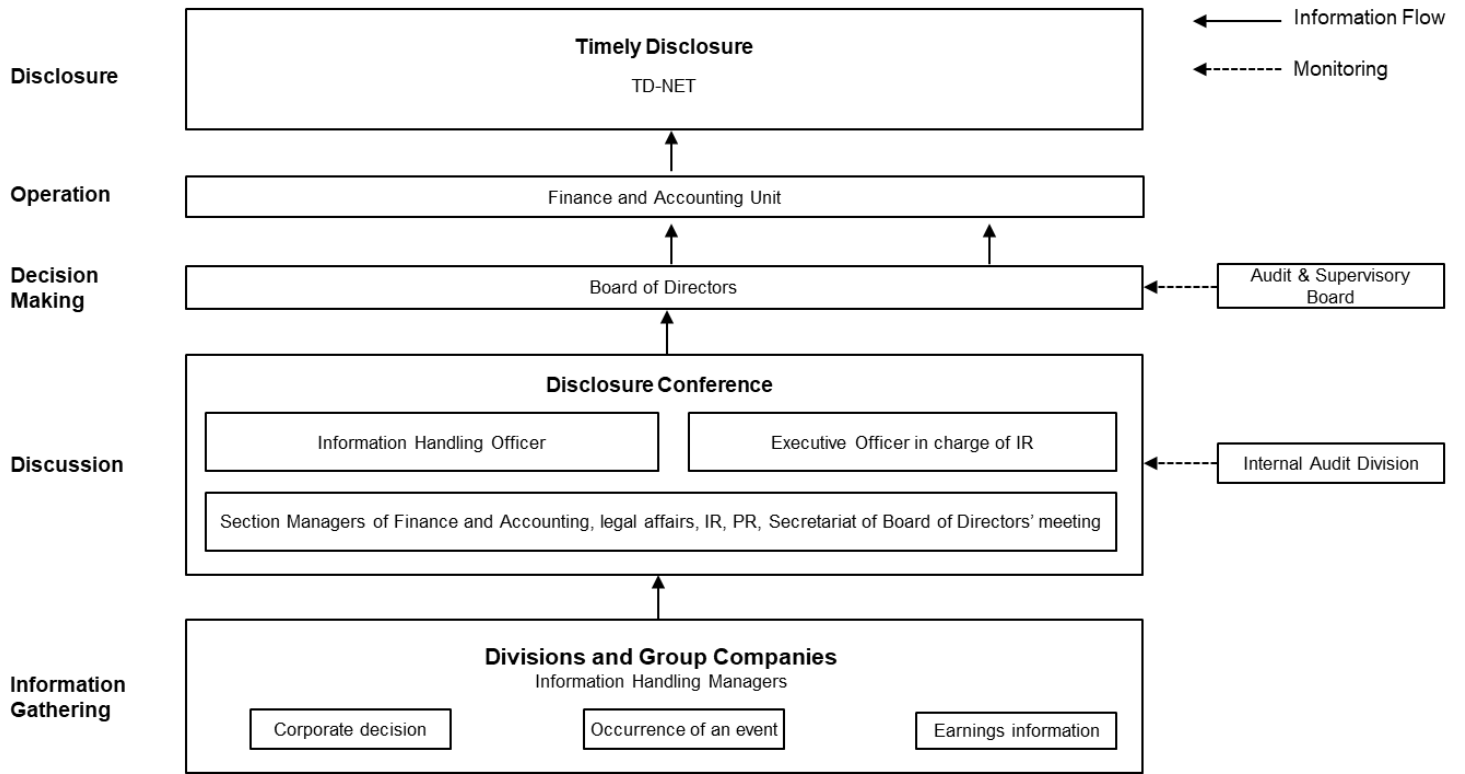 Information Flow
Monitoring
Disclosure
Timely Disclosure
TD-NET
Operation
Finance and Accounting Unit
Decision
Making
Board of Directors
Audit & Supervisory
Board
Discussion
Disclosure Conference
Information Handling Officer
Executive Officer in charge of IR
Section Managers of Finance and Accounting, legal affairs, IR, PR, Secretariat of Board of Directors’ meeting
Internal Audit Division
Information
Gathering
Divisions and Group Companies
Information Handling Managers
Corporate decision
Occurrence of an event
Earnings information